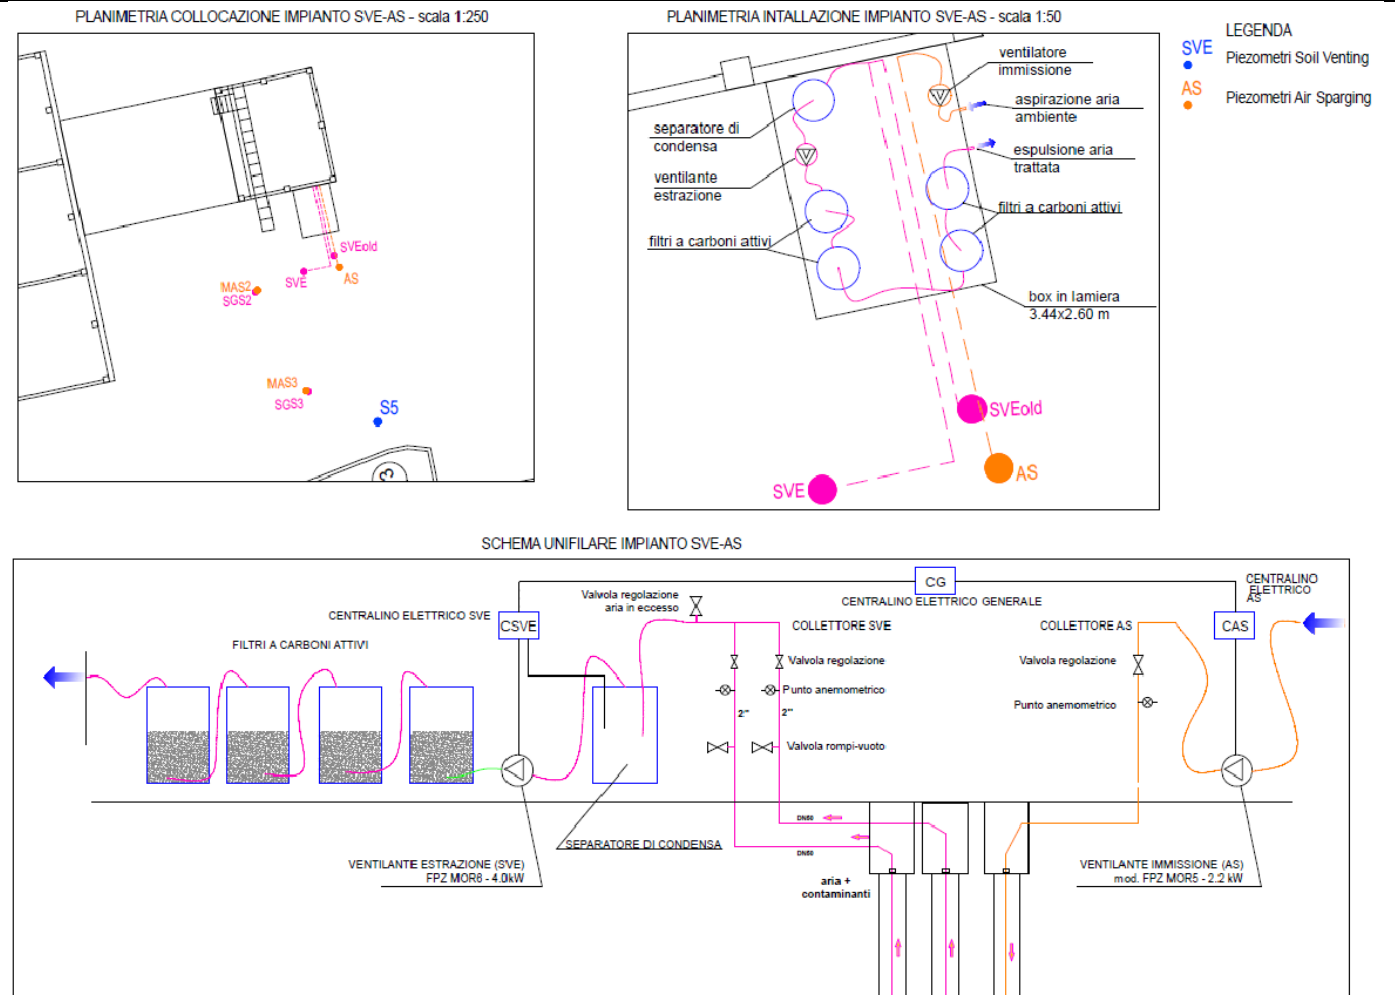 PLANIMETRIA COLLOCAZIONE IMPIANTO SVE-AS - scala 1:250
SVEold
SVE
AS
MAS2
SGS2
MAS3
SGS3
S5
3
PLANIMETRIA INTALLAZIONE IMPIANTO SVE-AS - scala 1:50
ventilatore
immissione
aspirazione aria
ambiente
separatore di
condensa
espulsione aria
trattata
ventilante
estrazione
filtri a carboni attivi
filtri a carboni attivi
box in lamiera
3.44x2.60 m
SVEold
AS
SVE
LEGENDA
SVE
Piezometri Soil Venting
AS
Piezometri Air Sparging
SCHEMA UNIFILARE IMPIANTO SVE-AS
CG
CENTRALINO ELETTRICO GENERALE
CENTRALINO
ELETTRICO
AS
Valvola regolazione
aria in eccesso
CENTRALINO ELETTRICO SVE
CSVE
COLLETTORE SVE
COLLETTORE AS
CAS
FILTRI A CARBONI ATTIVI
Valvola regolazione
Valvola regolazione
Punto anemometrico
Punto anemometrico
2"
2"
Valvola rompi-vuoto
DN50
DN50
SEPARATORE DI CONDENSA
VENTILANTE ESTRAZIONE (SVE)
FPZ MOR6 - 4.0kW
aria +
contaminanti
VENTILANTE IMMISSIONE (AS)
mod. FPZ MOR5 - 2.2 kW